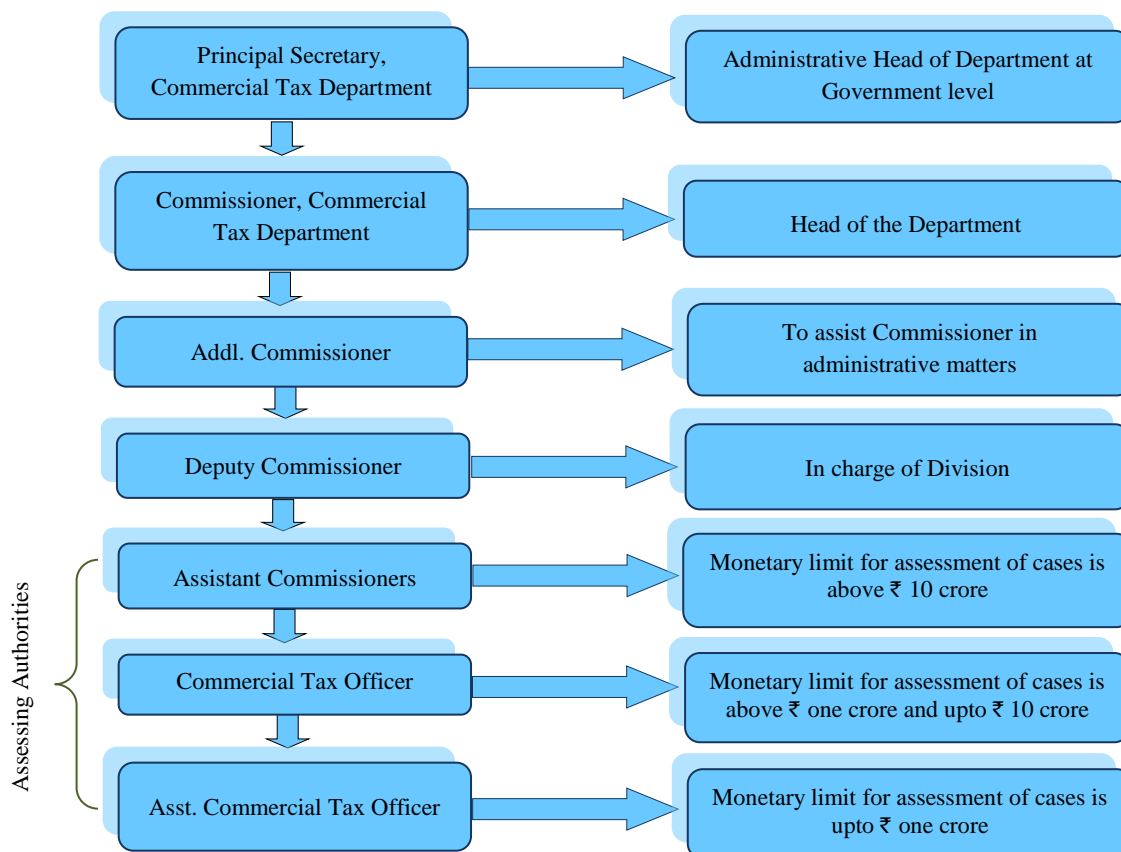 Principal Secretary,
Commercial Tax Department
Administrative Head of Department at
Government level
Commissioner, Commercial
Tax Department
Head of the Department
Addl. Commissioner
To assist Commissioner in
administrative matters
Deputy Commissioner
In charge of Division
Assessing Authorities
Assistant Commissioners
Monetary limit for assessment of cases is
above ₹ 10 crore
Commercial Tax Officer
Monetary limit for assessment of cases is
above ₹ one crore and upto ₹ 10 crore
Asst. Commercial Tax Officer
Monetary limit for assessment of cases is
upto ₹ one crore